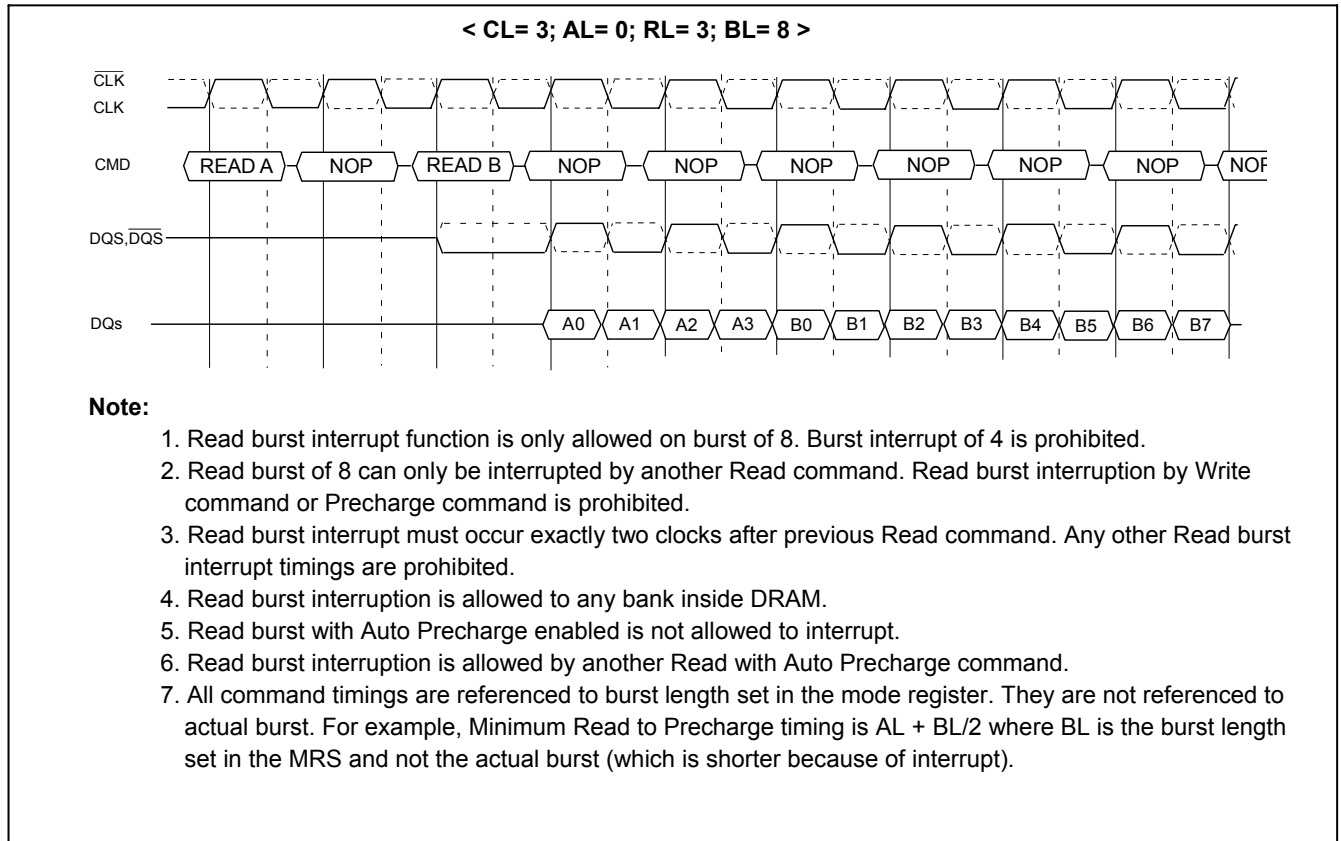 < CL= 3; AL= 0; RL= 3; BL= 8 >
CLK
CLK
CMD READ A NOP READ B NOP NOP NOP NOP NOP NOP NOP
DQS,DQS
DQs A0 A1 A2 A3 B0 B1 B2 B3 B4 B5 B6 B7
Note:
1. Read burst interrupt function is only allowed on burst of 8. Burst interrupt of 4 is prohibited.
2. Read burst of 8 can only be interrupted by another Read command. Read burst interruption by Write
command or Precharge command is prohibited.
3. Read burst interrupt must occur exactly two clocks after previous Read command. Any other Read burst
interrupt timings are prohibited.
4. Read burst interruption is allowed to any bank inside DRAM.
5. Read burst with Auto Precharge enabled is not allowed to interrupt.
6. Read burst interruption is allowed by another Read with Auto Precharge command.
7. All command timings are referenced to burst length set in the mode register. They are not referenced to
actual burst. For example, Minimum Read to Precharge timing is AL + BL/2 where BL is the burst length
set in the MRS and not the actual burst (which is shorter because of interrupt).